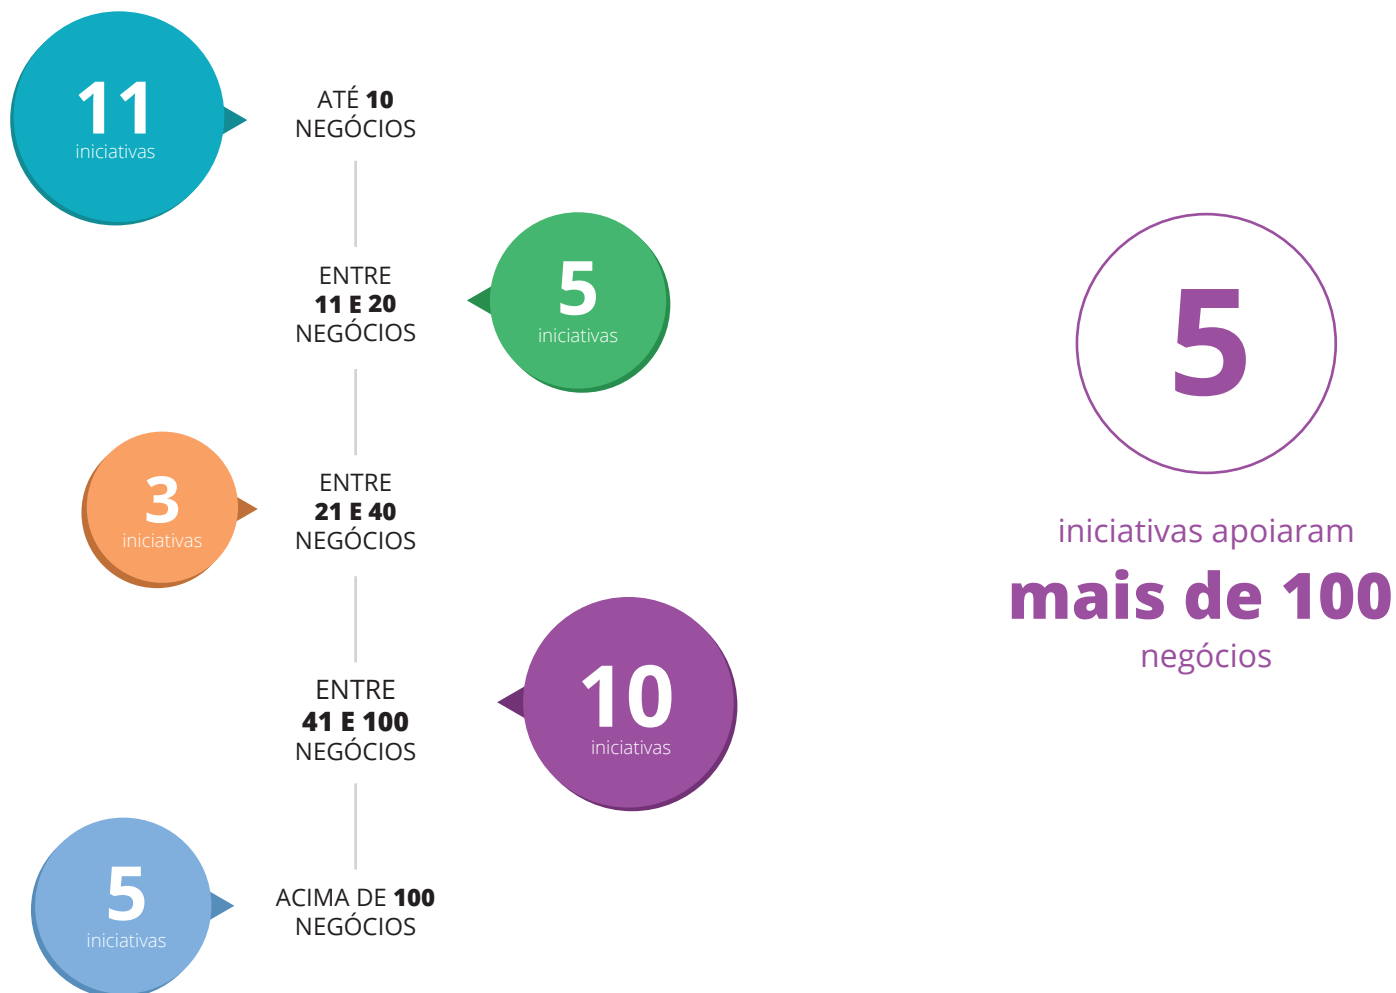 11
iniciativas
ATÉ 10
NEGÓCIOS
ENTRE
11 E 20
NEGÓCIOS
5
iniciativas
3
iniciativas
ENTRE
21 E 40
NEGÓCIOS
ENTRE
41 E 100
NEGÓCIOS
10
iniciativas
5
iniciativas
ACIMA DE 100
NEGÓCIOS
5
iniciativas apoiaram
mais de 100
negócios